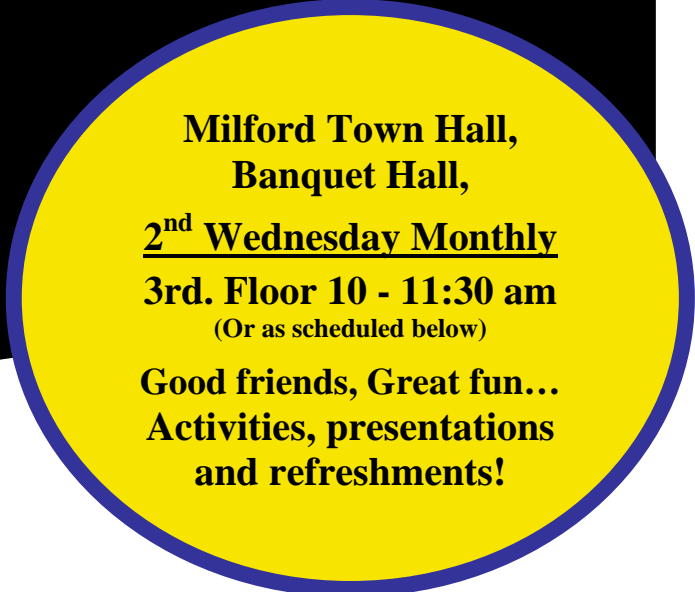 Milford Town Hall,
Banquet Hall,
2nd Wednesday Monthly
3rd. Floor 10 - 11:30 am
(Or as scheduled below)
Good friends, Great fun…
Activities, presentations
and refreshments!